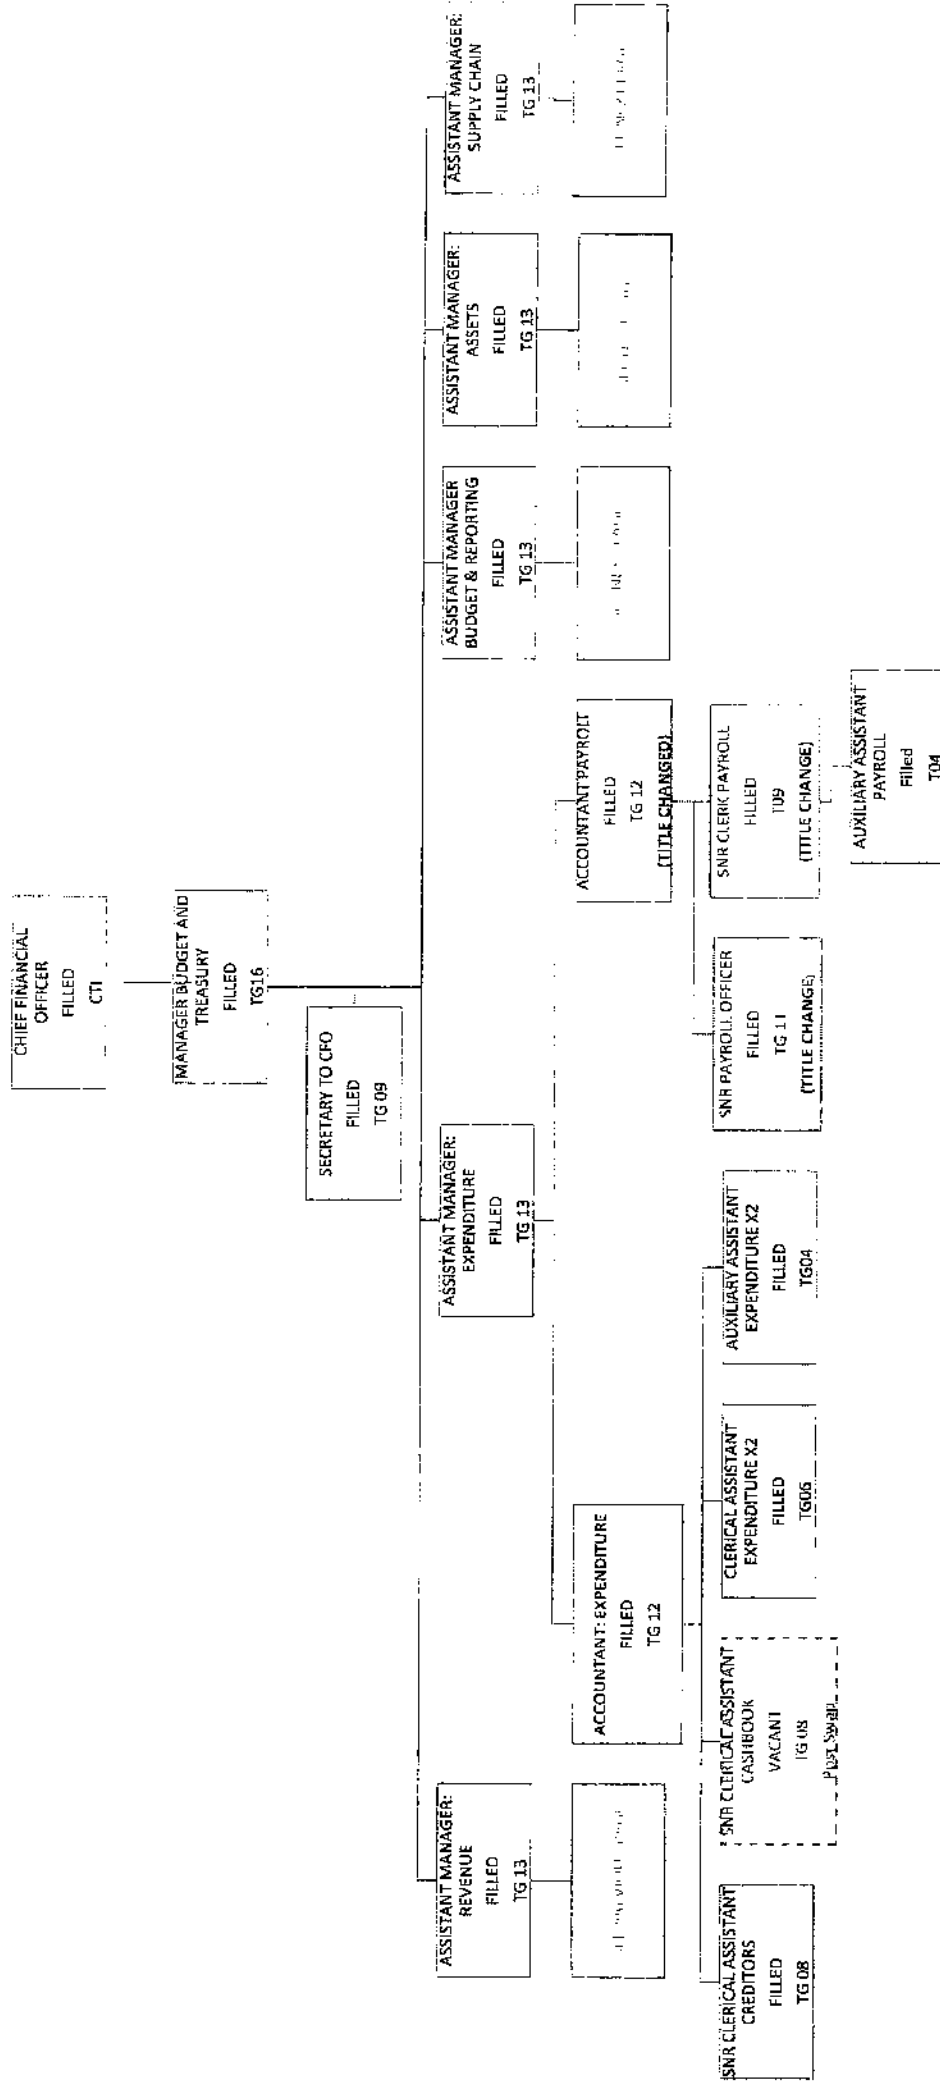 CHIEF FINANCIAL
OFFICER
FILLED
CTI
MANAGER BUDGET AND
TREASURY
FILLED
TG16
SECRETARY TO CFO
FILLED
TG 09
ASSISTANT MANAGER:
REVENUE
FILLED
TG 13
ASSISTANT MANAGER:
EXPENDITURE
FILLED
TG 13
ASSISTANT MANAGER
BUDGET & REPORTING
FILLED
TG 13
ASSISTANT MANAGER:
ASSETS
FILLED
TG 13
ASSISTANT MANAGER:
SUPPLY CHAIN
FILLED
TG 13
ACCOUNTANT: EXPENDITURE
FILLED
TG 12
ACCOUNTANT PAYROLL
FILLED
TG 12
(TITLE CHANGED)
SNR CLERICAL ASSISTANT
CREDITORS
FILLED
TG 08
SNR CLERICAL ASSISTANT
CASHBOOK
VACANT
TG 08
Post Swap
CLERICAL ASSISTANT
EXPENDITURE X2
FILLED
TG06
AUXILIARY ASSISTANT
EXPENDITURE X2
FILLED
TG04
SNR PAYROLL OFFICER
FILLED
TG 11
(TITLE CHANGE)
SNR CLERK PAYROLL
FILLED
T09
(TITLE CHANGE)
AUXILIARY ASSISTANT
PAYROLL
Filled
T04